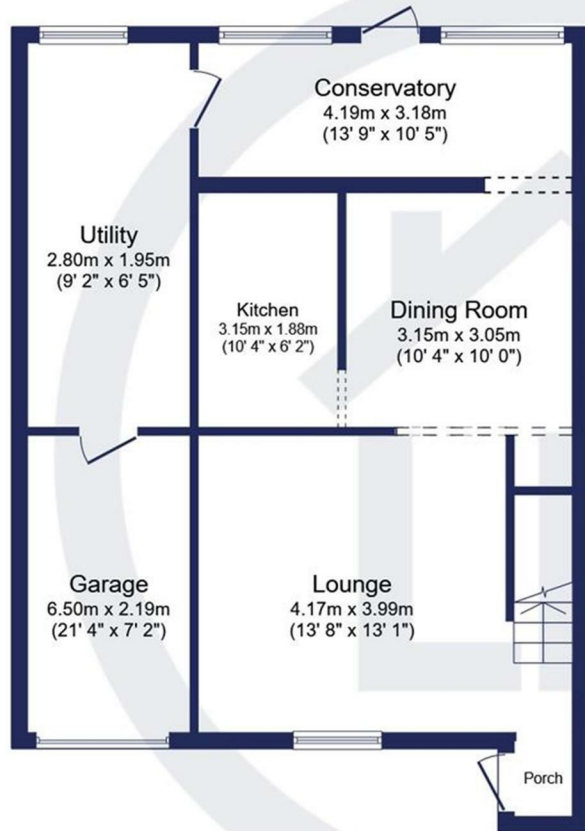 Conservatory
4.19m x 3.18m
(13' 9" x 10' 5")
Utility
2.80m x 1.95m
(9' 2" x 6' 5")
Kitchen
3.15m x 1.88m
(10' 4" x 6' 2")
Dining Room
3.15m x 3.05m
(10' 4" x 10' 0")
Garage
6.50m x 2.19m
(21' 4" x 7' 2")
Lounge
4.17m x 3.99m
(13' 8" x 13' 1")
Porch